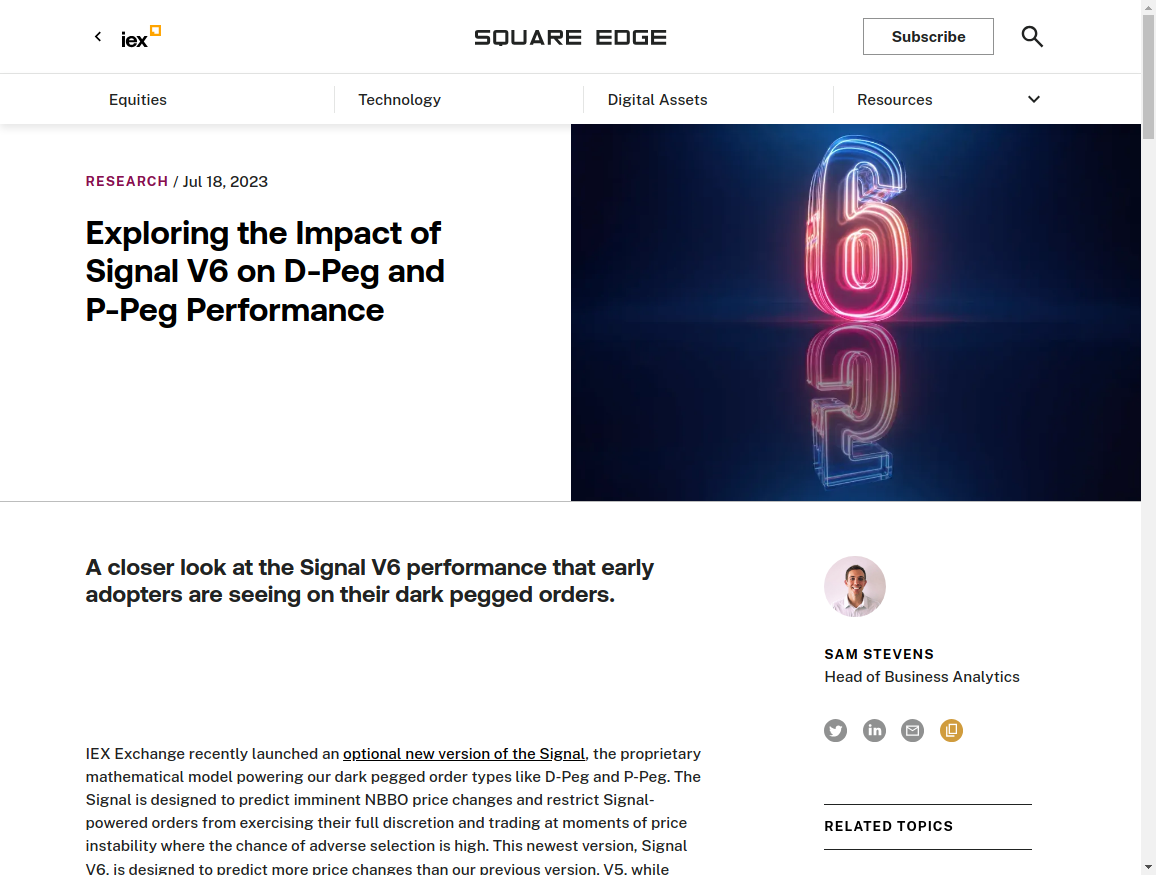 iex
SQUARE EDGE
Subscribe
Equities
Technology
Digital Assets
Resources
RESEARCH / Jul 18, 2023
Exploring the Impact of
Signal V6 on D-Peg and
P-Peg Performance
6
A closer look at the Signal V6 performance that early
adopters are seeing on their dark pegged orders.
SAM STEVENS
Head of Business Analytics
in
RELATED TOPICS
IEX Exchange recently launched an optional new version of the Signal, the proprietary
mathematical model powering our dark pegged order types like D-Peg and P-Peg. The
Signal is designed to predict imminent NBBO price changes and restrict Signal-
powered orders from exercising their full discretion and trading at moments of price
instability where the chance of adverse selection is high. This newest version, Signal
V6, is designed to predict more price changes than our previous version, V5, while